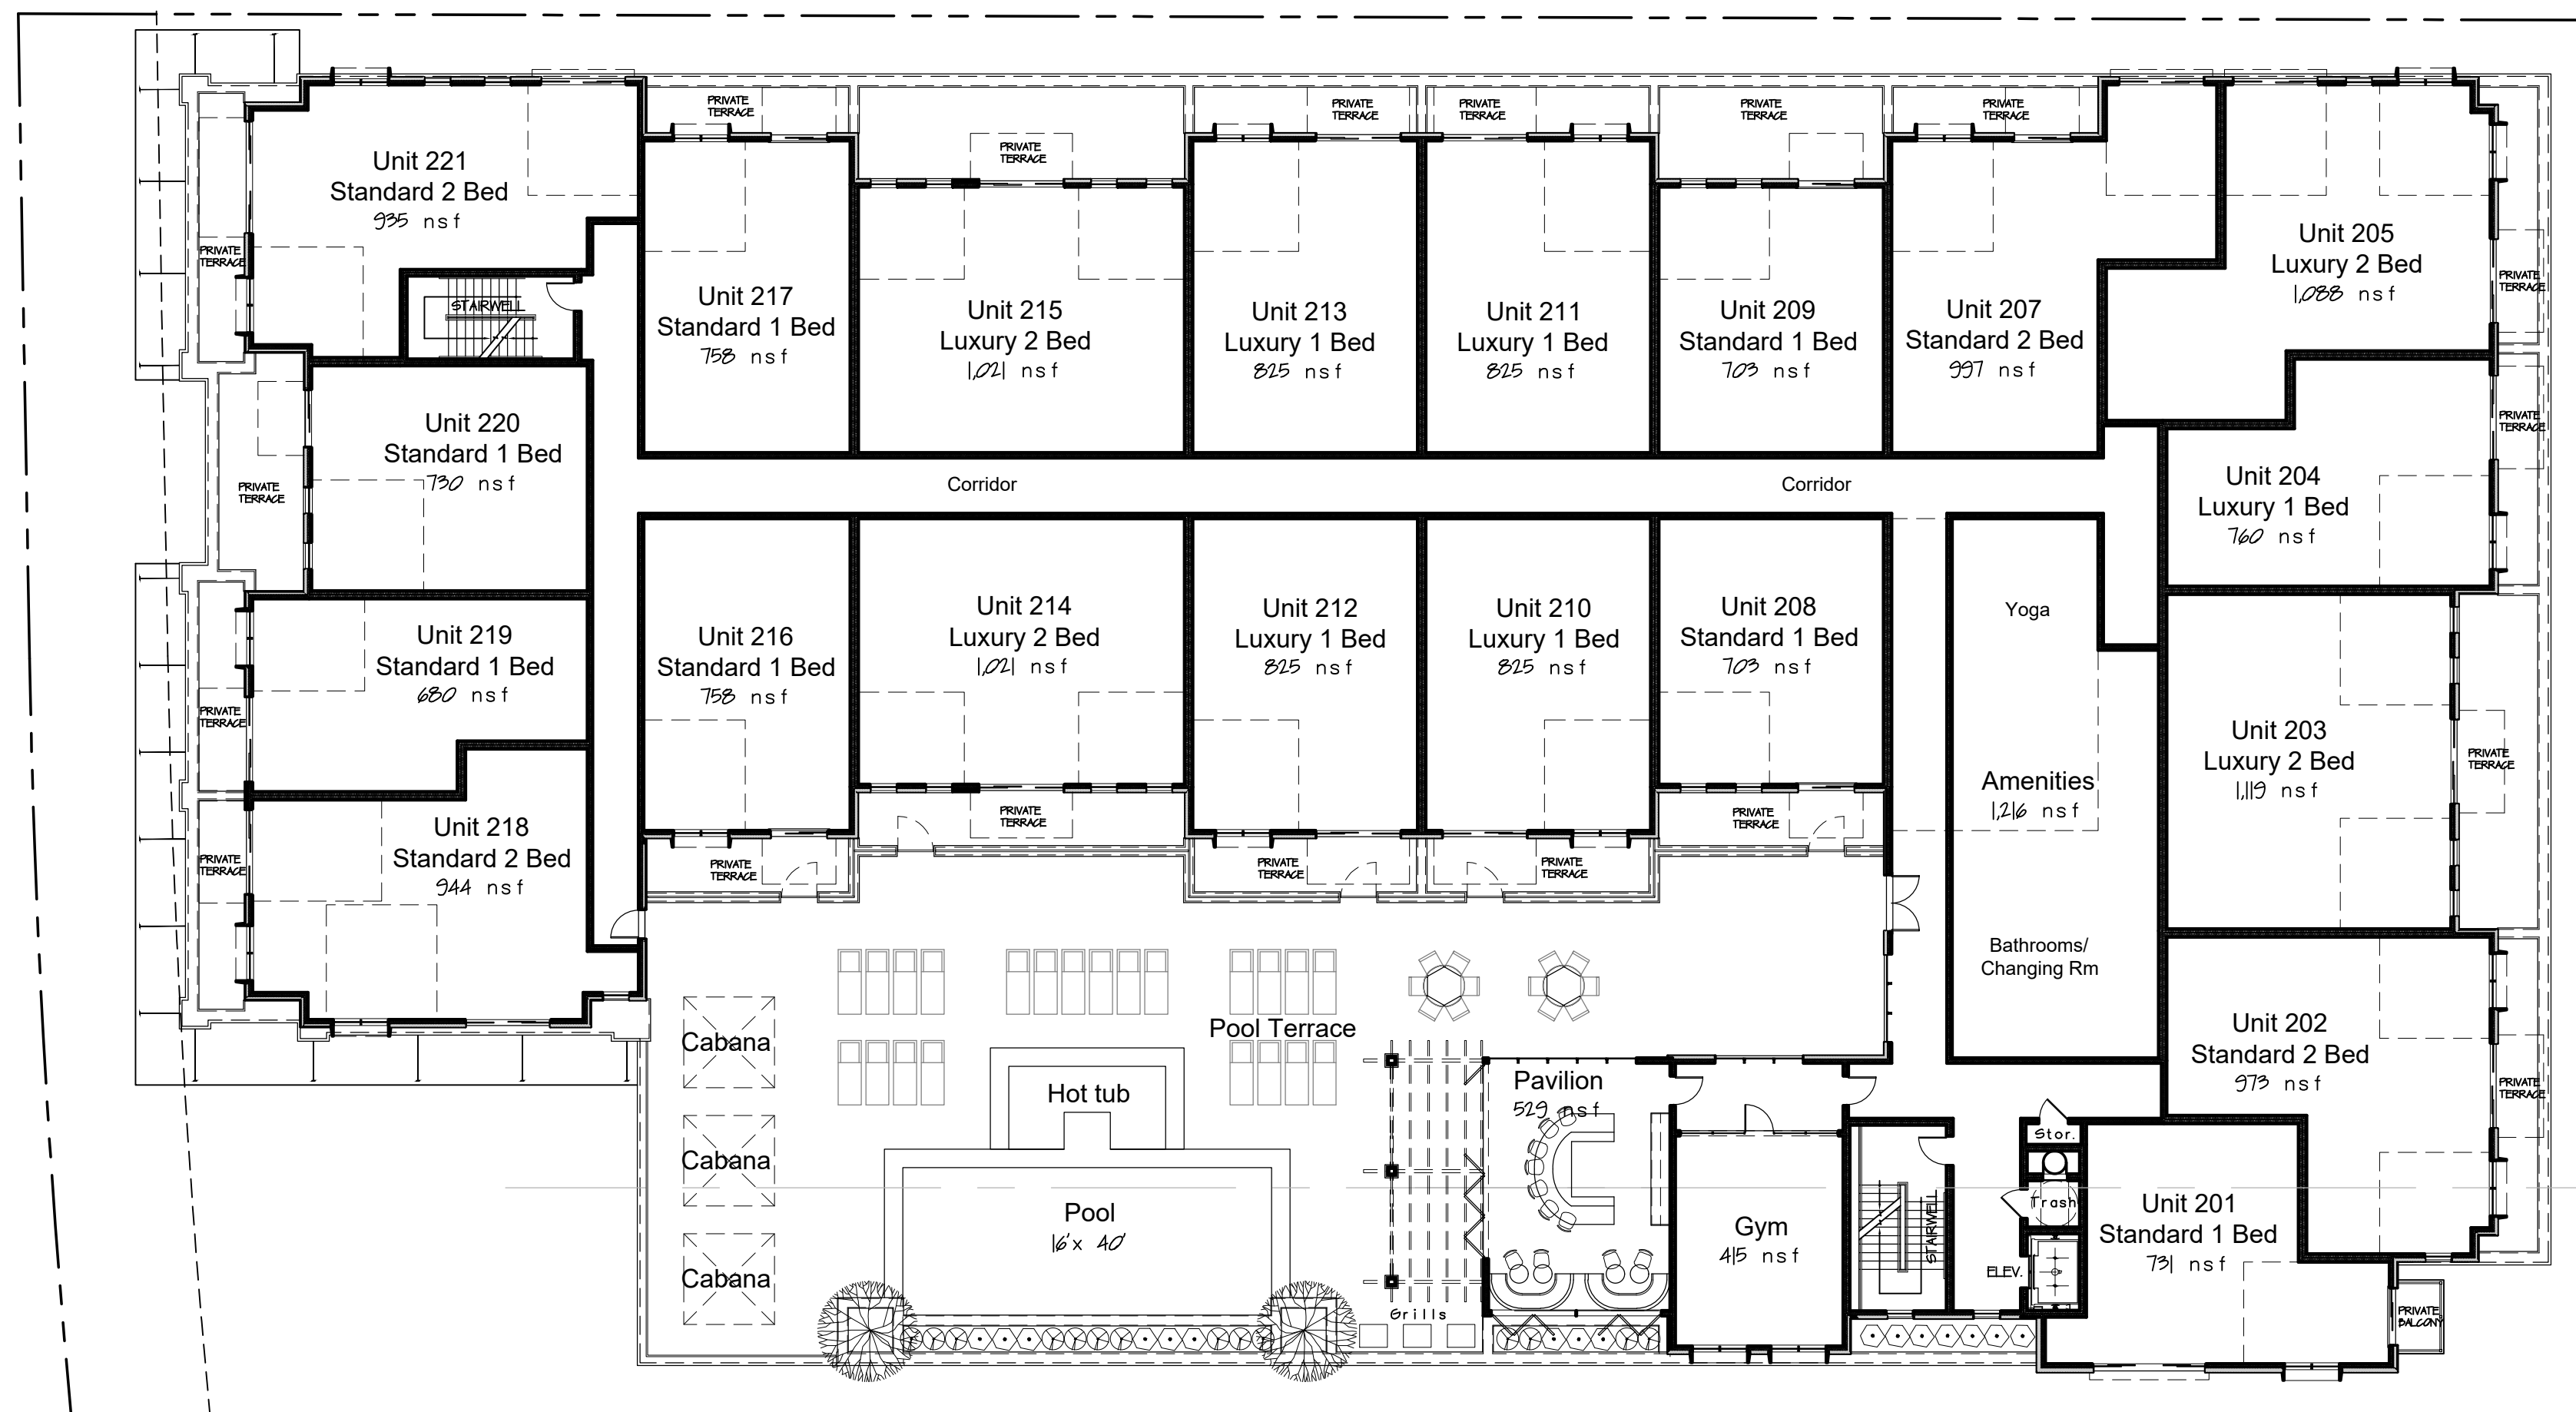 PRIVATE
TERRACE
PRIVATE
TERRACE
PRIVATE
TERRACE
PRIVATE
TERRACE
PRIVATE
TERRACE
PRIVATE
TERRACE
Unit 221
Standard 2 Bed
935 nsf
PRIVATE
TERRACE
STAIRWELL
Unit 217
Standard 1 Bed
758 nsf
Unit 215
Luxury 2 Bed
1,021 nsf
Unit 213
Luxury 1 Bed
825 nsf
Unit 211
Luxury 1 Bed
825 nsf
Unit 209
Standard 1 Bed
703 nsf
Unit 207
Standard 2 Bed
997 nsf
Unit 205
Luxury 2 Bed
1,088 nsf
PRIVATE
TERRACE
Unit 220
Standard 1 Bed
730 nsf
PRIVATE
TERRACE
Corridor
Corridor
Unit 204
Luxury 1 Bed
760 nsf
PRIVATE
TERRACE
Unit 219
Standard 1 Bed
680 nsf
PRIVATE
TERRACE
Unit 216
Standard 1 Bed
758 nsf
Unit 214
Luxury 2 Bed
1,021 nsf
Unit 212
Luxury 1 Bed
825 nsf
Unit 210
Luxury 1 Bed
825 nsf
Unit 208
Standard 1 Bed
703 nsf
Yoga
Amenities
1,216 nsf
Bathrooms/
Changing Rm
Unit 203
Luxury 2 Bed
1,119 nsf
PRIVATE
TERRACE
Unit 218
Standard 2 Bed
944 nsf
PRIVATE
TERRACE
PRIVATE
TERRACE
PRIVATE
TERRACE
PRIVATE
TERRACE
PRIVATE
TERRACE
PRIVATE
TERRACE
Pool Terrace
Cabana
Cabana
Cabana
Hot tub
Pool
16' x 40'
Grills
Pavilion
529 nsf
Gym
415 nsf
STAIRWELL
Stor.
Trash
ELEV.
Unit 202
Standard 2 Bed
973 nsf
PRIVATE
TERRACE
Unit 201
Standard 1 Bed
731 nsf
PRIVATE
BALCONY